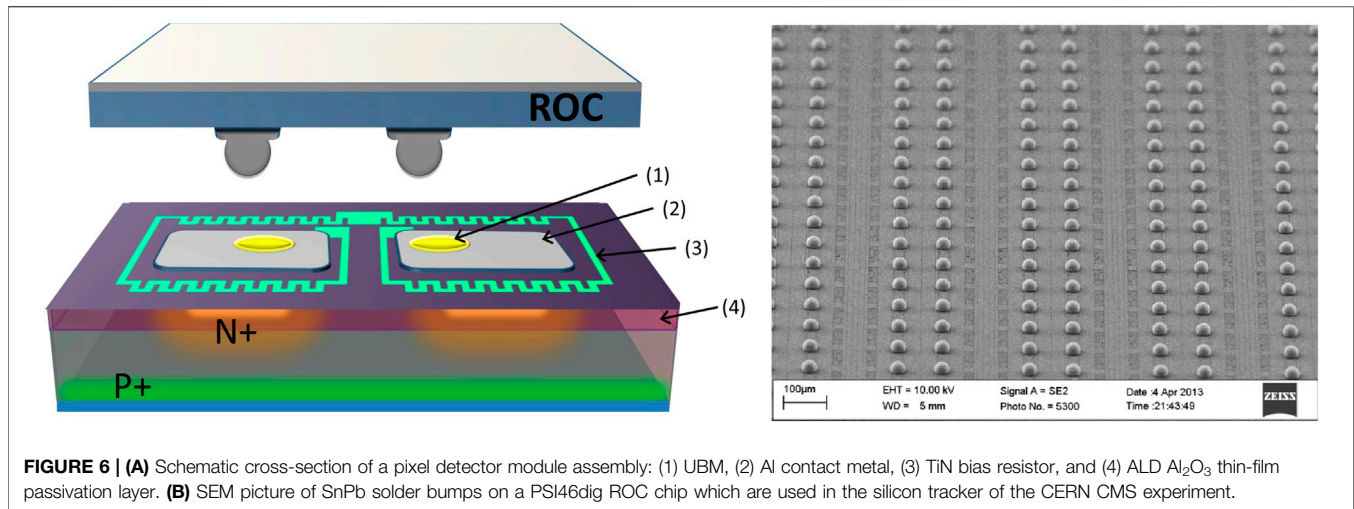 ROC
(1)
(2)
(3)
(4)
N+
P+
100µm
EHT = 10.00 kV
WD = 5 mm
Signal A = SE2
Photo No. = 5300
Date :4 Apr 2013
Time :21:43:49
ZEISS
FIGURE 6 | (A) Schematic cross-section of a pixel detector module assembly: (1) UBM, (2) Al contact metal, (3) TiN bias resistor, and (4) ALD Al₂O₃ thin-film
passivation layer. (B) SEM picture of SnPb solder bumps on a PSI46dig ROC chip which are used in the silicon tracker of the CERN CMS experiment.